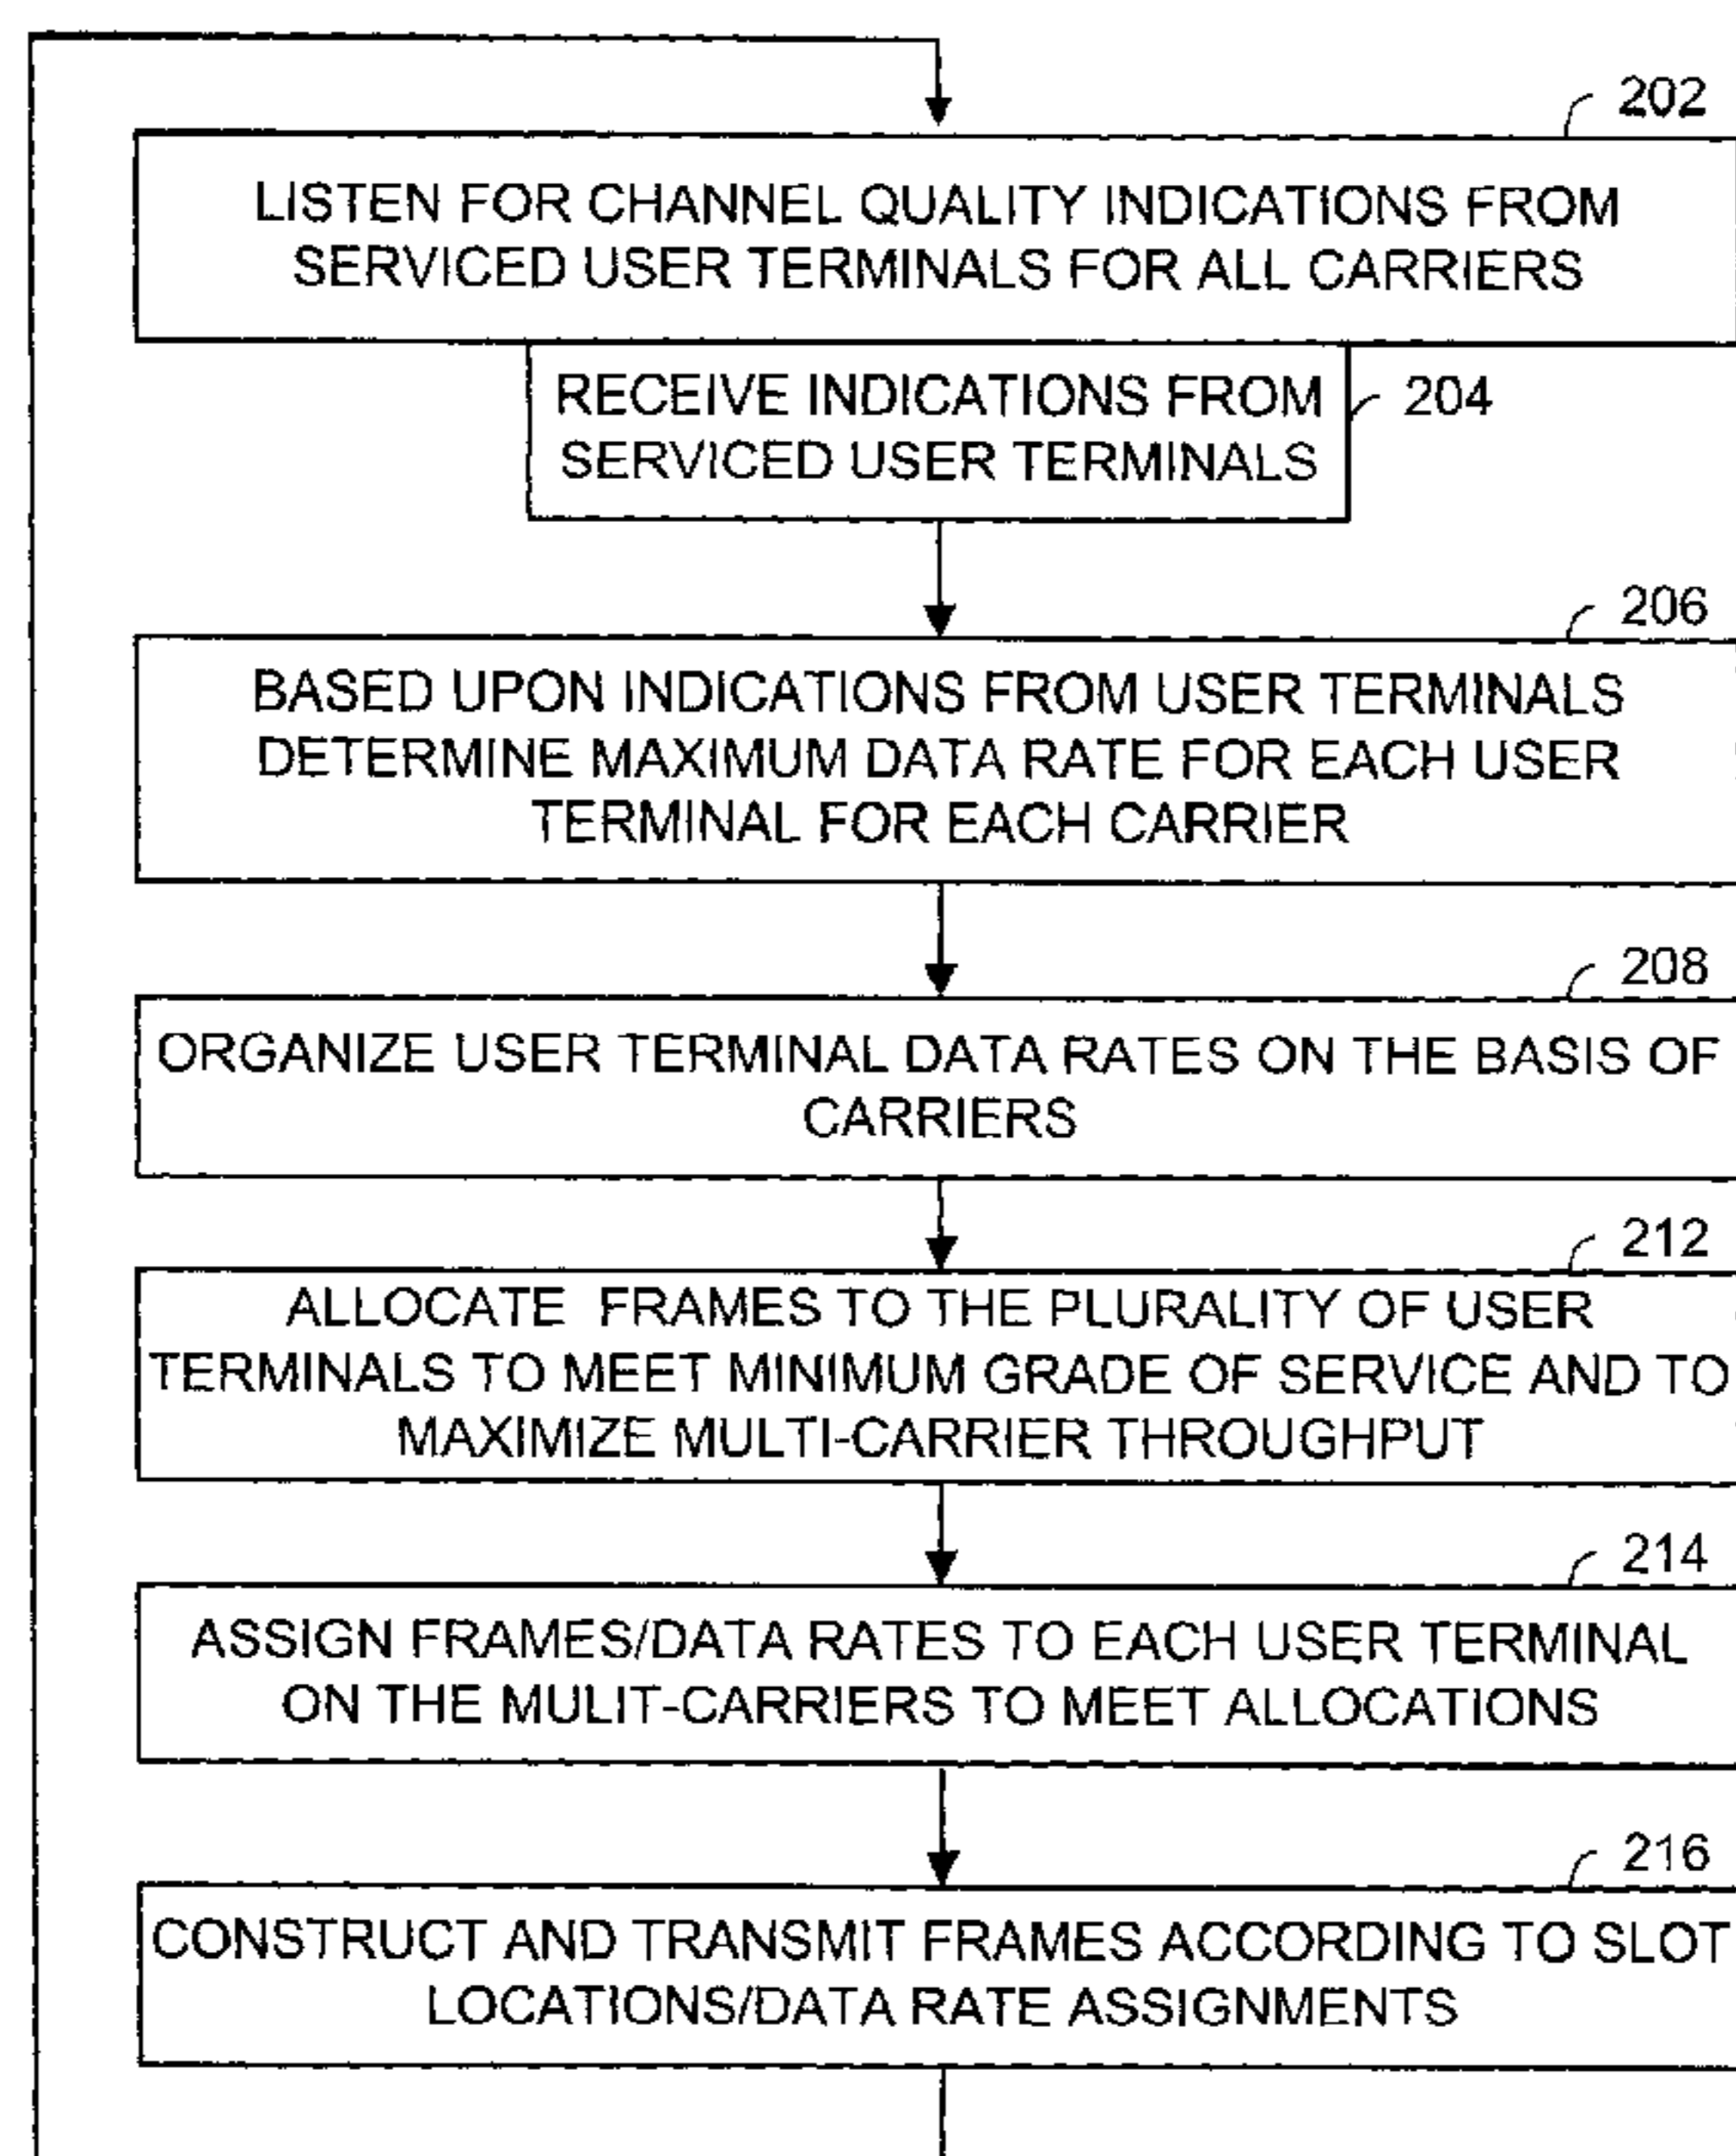 202
LISTEN FOR CHANNEL QUALITY INDICATIONS FROM
SERVICED USER TERMINALS FOR ALL CARRIERS
RECEIVE INDICATIONS FROM
SERVICED USER TERMINALS
204
206
BASED UPON INDICATIONS FROM USER TERMINALS
DETERMINE MAXIMUM DATA RATE FOR EACH USER
TERMINAL FOR EACH CARRIER
208
ORGANIZE USER TERMINAL DATA RATES ON THE BASIS OF
CARRIERS
212
ALLOCATE FRAMES TO THE PLURALITY OF USER
TERMINALS TO MEET MINIMUM GRADE OF SERVICE AND TO
MAXIMIZE MULTI-CARRIER THROUGHPUT
214
ASSIGN FRAMES/DATA RATES TO EACH USER TERMINAL
ON THE MULIT-CARRIERS TO MEET ALLOCATIONS
216
CONSTRUCT AND TRANSMIT FRAMES ACCORDING TO SLOT
LOCATIONS/DATA RATE ASSIGNMENTS